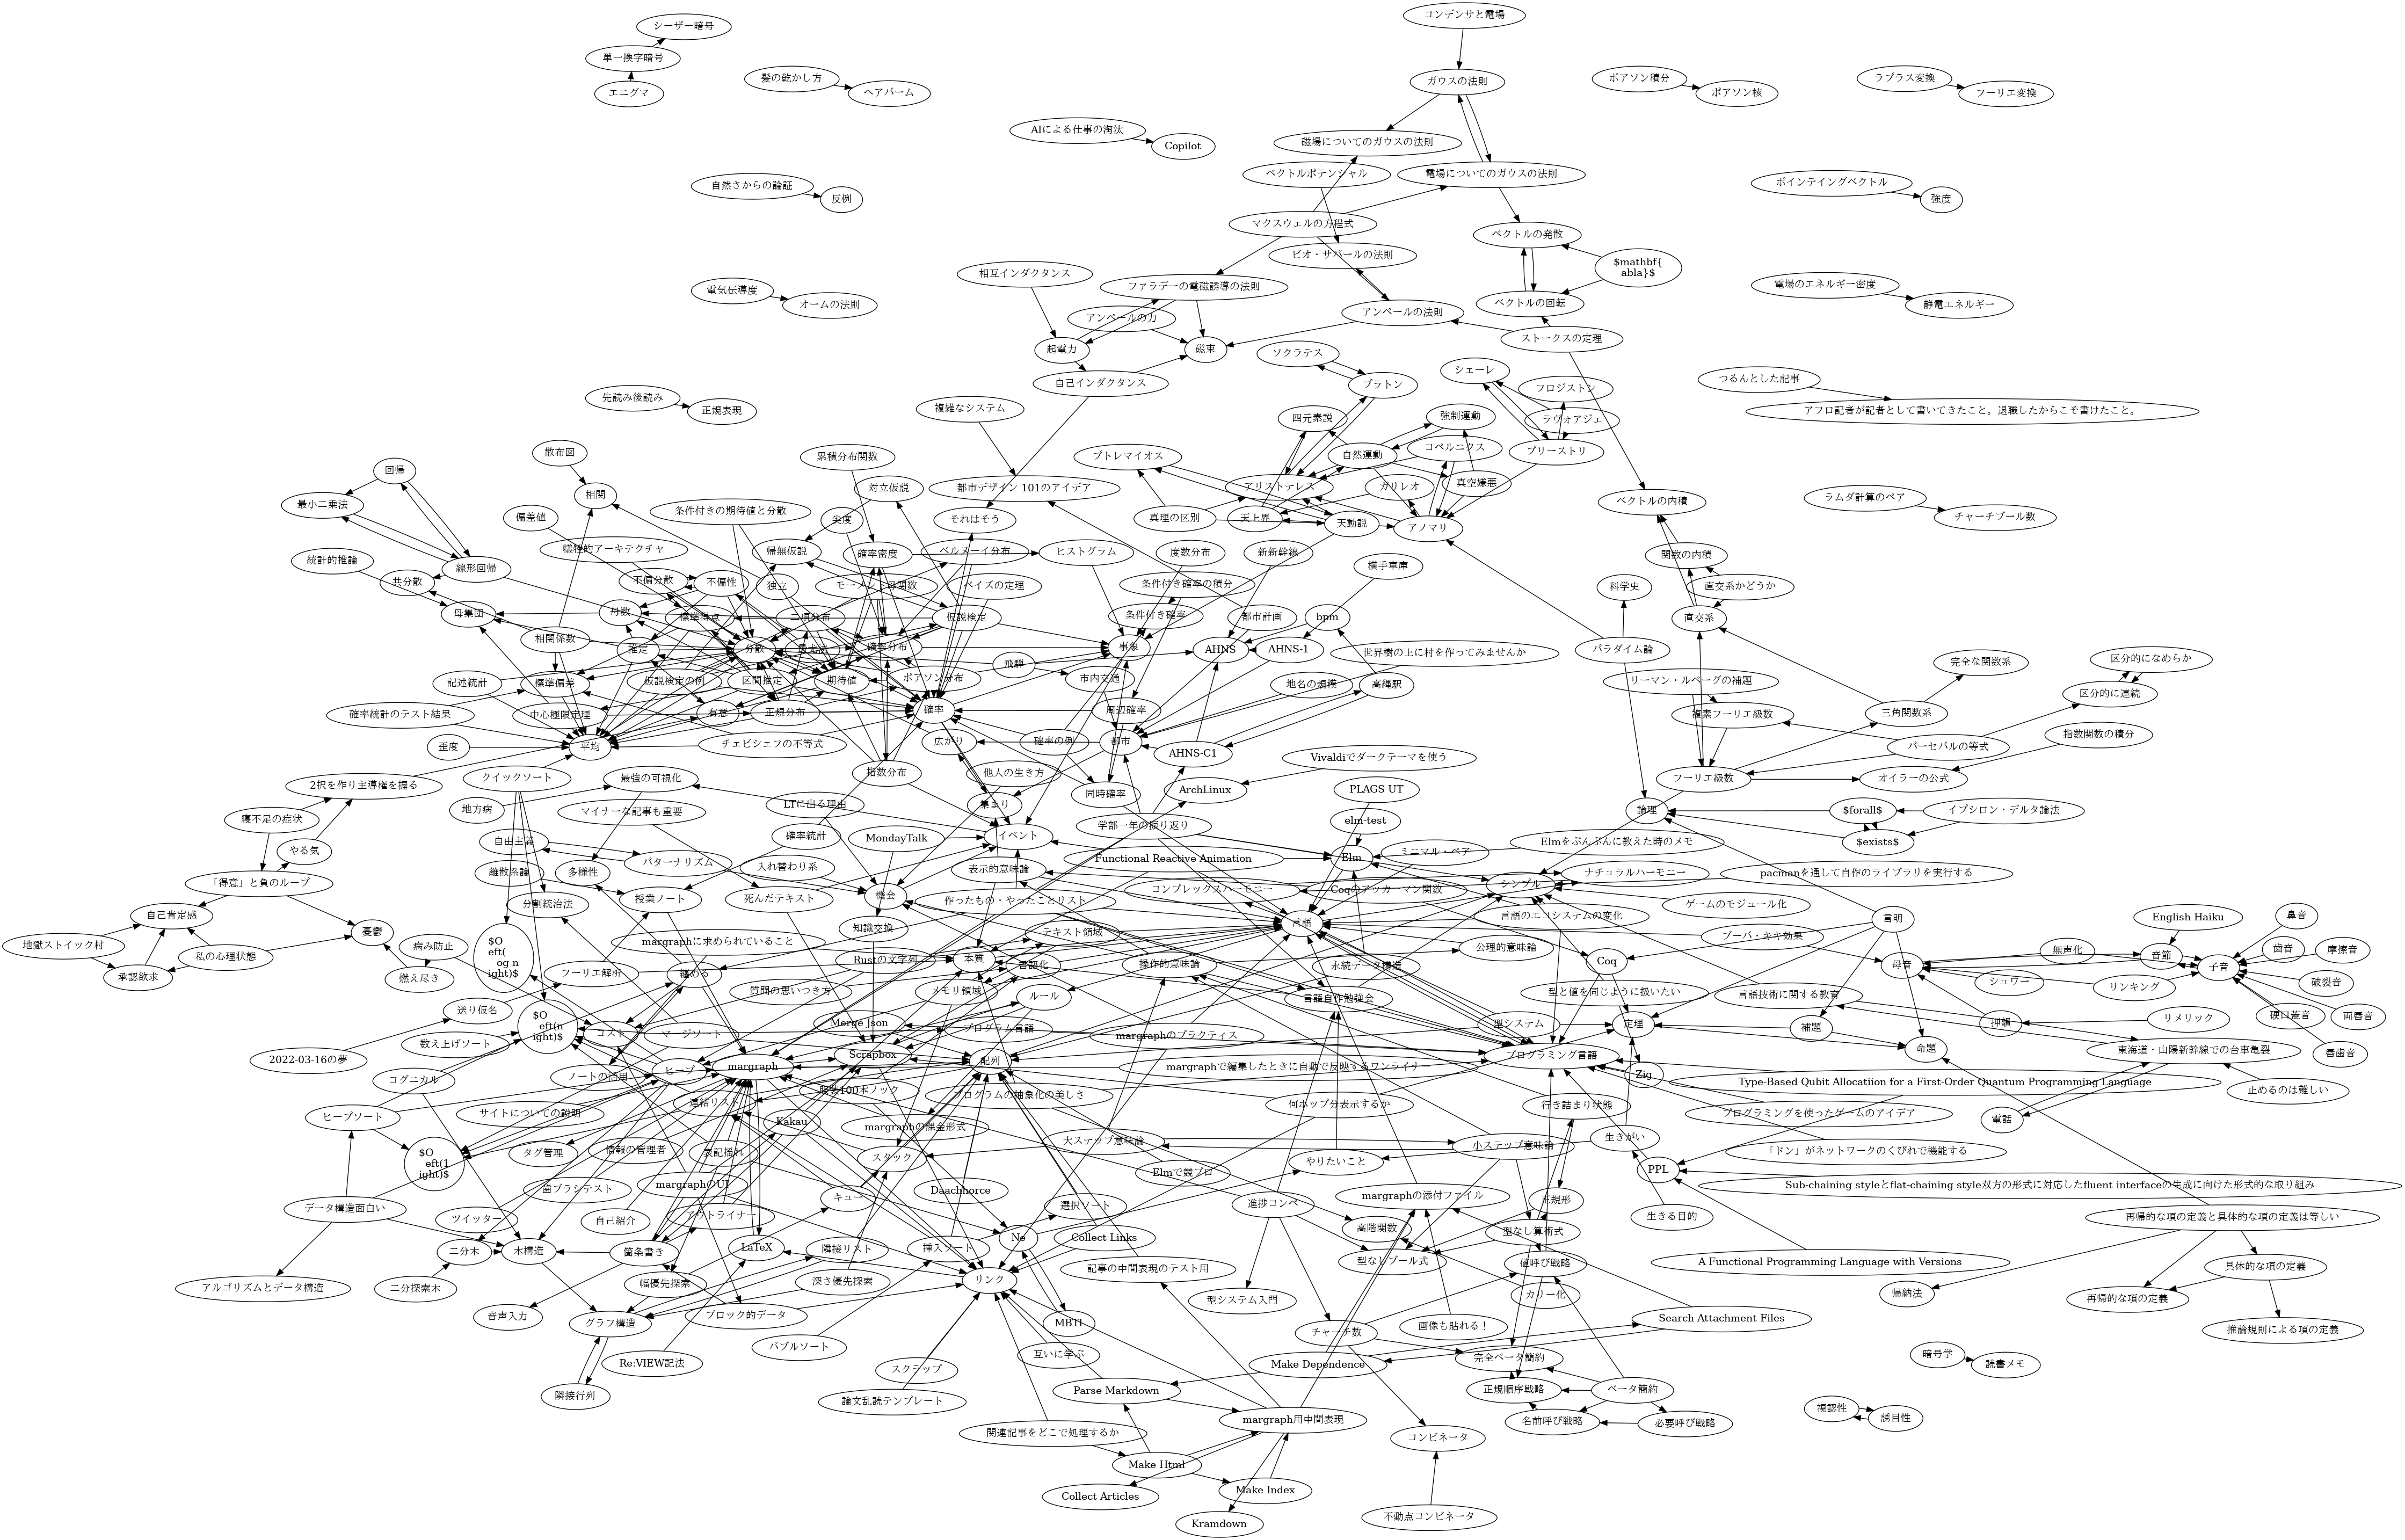 コンデンサと電場
シーザー暗号
単一換字暗号
エニグマ
髪の乾かし方
ヘアバーム
ガウスの法則
ポアソン積分
ポアソン核
ラプラス変換
フーリエ変換
AIによる仕事の淘汰
Copilot
磁場についてのガウスの法則
ベクトルポテンシャル
電場についてのガウスの法則
自然さからの論証
反例
ポインテイングベクトル
強度
マクスウェルの方程式
ベクトルの発散
ビオ・サバールの法則
$mathbf{
abla}$
相互インダクタンス
ファラデーの電磁誘導の法則
電気伝導度
オームの法則
ベクトルの回転
電場のエネルギー密度
静電エネルギー
アンペールの力
アンペールの法則
ストークスの定理
起電力
磁束
自己インダクタンス
ソクラテス
プラトン
シェーレ
フロジストン
つるんとした記事
アフロ記者が記者として書いてきたこと。退職したからこそ書けたこと。
先読み後読み
正規表現
複雑なシステム
四元素説
強制運動
ラヴォアジェ
コペルニクス
プリーストリ
散布図
回帰
累積分布関数
プトレマイオス
自然運動
真空嫌悪
最小二乗法
相関
対立仮説
都市デザイン 101のアイデア
アリストテレス
ガリレオ
ベクトルの内積
ラムダ計算のペア
チャーチブール数
偏差値
条件付きの期待値と分散
尖度
それはそう
真理の区別
天上界
天動説
アノマリ
犠牲的アーキテクチャ
帰無仮説
確率密度
ベルヌーイ分布
ヒストグラム
度数分布
新新幹線
関数の内積
統計的推論
線形回帰
共分散
不偏分散
不偏性
独立
モーメント母関数
ベイズの定理
条件付き確率の積分
横手車庫
科学史
直交系かどうか
母集団
母数
標準得点
二項分布
仮説検定
条件付き確率
都市計画
bpm
直交系
相関係数
推定
分散
最尤法
確率分布
事象
AHNS
AHNS-1
パラダイム論
世界樹の上に村を作ってみませんか
完全な関数系
区分的になめらか
記述統計
標準偏差
仮説検定の例
区間推定
期待値
ポアソン分布
飛騨
市内交通
地名の規模
高縄駅
リーマン・ルベーグの補題
区分的に連続
確率統計のテスト結果
中心極限定理
有意
正規分布
確率
周辺確率
複素フーリエ級数
三角関数系
指数関数の積分
歪度
平均
チェビシェフの不等式
広がり
確率の例
都市
AHNS-C1
パーセバルの等式
2択を作り主導権を握る
クイックソート
最強の可視化
指数分布
他人の生き方
Vivaldiでダークテーマを使う
フーリエ級数
オイラーの公式
地方病
マイナーな記事も重要
LTに出る理由
集まり
同時確率
ArchLinux
PLAGS UT
論理
$forall$
イプシロン・デルタ論法
$exists$
寝不足の症状
やる気
自由主義
パターナリズム
確率統計
MondayTalk
イベント
学部一年の振り返り
elm-test
Elmをぶんぶんに教えた時のメモ
「得意」と負のループ
離散系論
多様性
入れ替わり系
表示的意味論
Functional Reactive Animation
Elm
ミニマル・ペア
分割統治法
授業ノート
死んだテキスト
機会
作ったもの・やったことリスト
コンプレックスハーモニー
Coqのアッカーマン関数
シンプル
ナチュラルハーモニー
pacmanを通して自作のライブラリを実行する
ゲームのモジュール化
自己肯定感
憂鬱
地獄ストイック村
承認欲求
私の心理状態
病み防止
燃え尽き
$O
eft(
og n
ight)$
margraphに求められていること
知識交換
テキスト領域
言語
言語のエコシステムの変化
言明
English Haiku
鼻音
ブーバ・キキ効果
公理的意味論
フーリエ解析
纏める
Rustの文字列
本質
言語化
操作的意味論
永続データ構造
Coq
母音
無声化
音節
子音
歯音
摩擦音
シュワー
リンキング
破裂音
送り仮名
質問の思いつき方
メモリ領域
ルール
言語自作勉強会
型と値を同じように扱いたい
言語技術に関する教育
押韻
リメリック
硬口蓋音
両唇音
唇歯音
$O
eft(n
ight)$
コスト
マージソート
Merge Json
プログラム言語
margraphのプラクティス
型システム
定理
補題
命題
数え上げソート
2022-03-16の夢
ヒープ
margraph
Scrapbox
配列
margraphで編集したときに自動で反映するワンライナー
プログラミング言語
Zig
東海道・山陽新幹線での台車亀裂
Type-Based Qubit Allocatiion for a First-Order Quantum Programming Language
止めるのは難しい
コグニカル
ノートの活用
連結リスト
言語100本ノック
プログラムの抽象化の美しさ
何ホップ分表示するか
行き詰まり状態
プログラミングを使ったゲームのアイデア
電話
ヒープソート
サイトについての説明
Kakau
margraphの課金形式
大ステップ意味論
小ステップ意味論
生きがい
「ドン」がネットワークのくびれで機能する
$O
eft(1
ight)$
タグ管理
情報の管理者
表記揺れ
スタック
Elmで競プロ
やりたいこと
PPL
Sub-chaining styleとflat-chaining style双方の形式に対応したfluent interfaceの生成に向けた形式的な取り組み
margraphのUI
歯ブラシテスト
キュー
Daachorce
margraphの添付ファイル
正規形
データ構造面白い
ツイッター
自己紹介
アウトライナー
選択ソート
進捗コンペ
高階関数
型なし算術式
生きる目的
再帰的な項の定義と具体的な項の定義は等しい
二分木
木構造
箇条書き
LaTeX
隣接リスト
挿入ソート
Ne
Collect Links
型なしブール式
値呼び戦略
A Functional Programming Language with Versions
具体的な項の定義
アルゴリズムとデータ構造
二分探索木
幅優先探索
深さ優先探索
リンク
記事の中間表現のテスト用
カリー化
帰納法
再帰的な項の定義
音声入力
グラフ構造
ブロック的データ
MBTI
型システム入門
チャーチ数
画像も貼れる！
Search Attachment Files
推論規則による項の定義
Re:VIEW記法
バブルソート
互いに学ぶ
Make Dependence
完全ベータ簡約
暗号学
読書メモ
隣接行列
スクラップ
論文乱読テンプレート
Parse Markdown
正規順序戦略
ベータ簡約
関連記事をどこで処理するか
margraph用中間表現
名前呼び戦略
必要呼び戦略
視認性
誘目性
コンビネータ
Make Html
Collect Articles
Make Index
Kramdown
不動点コンビネータ